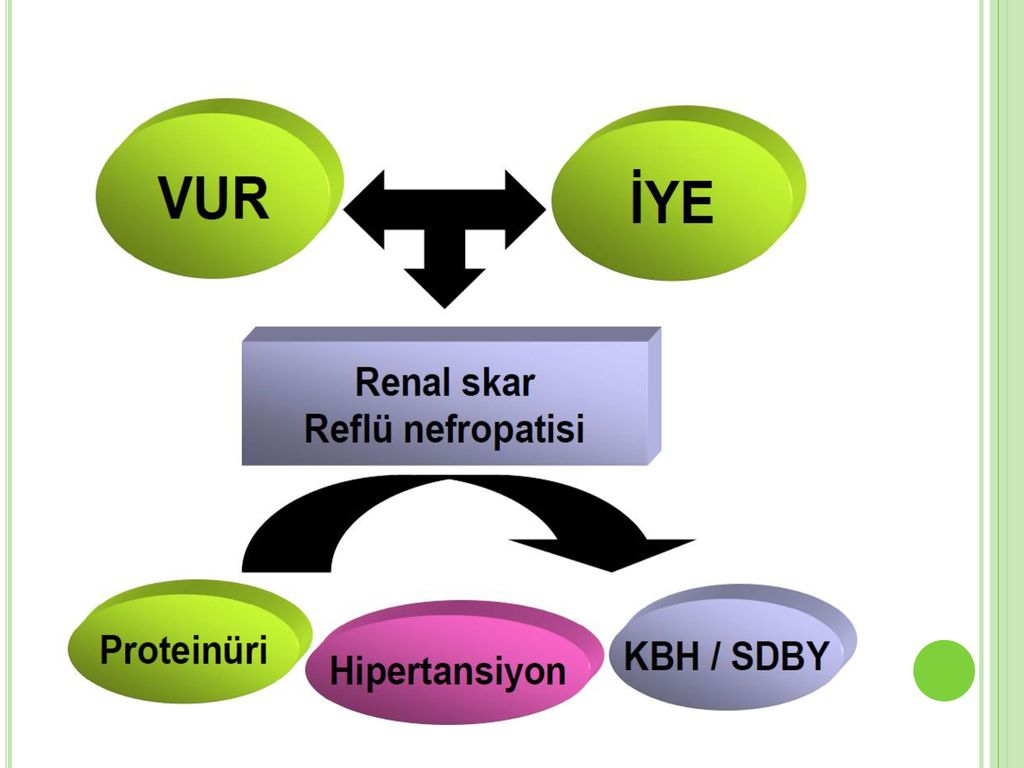 VUR
İYE
Renal skar
Reflü nefropatisi
Proteinüri
Hipertansiyon
KBH / SDBY